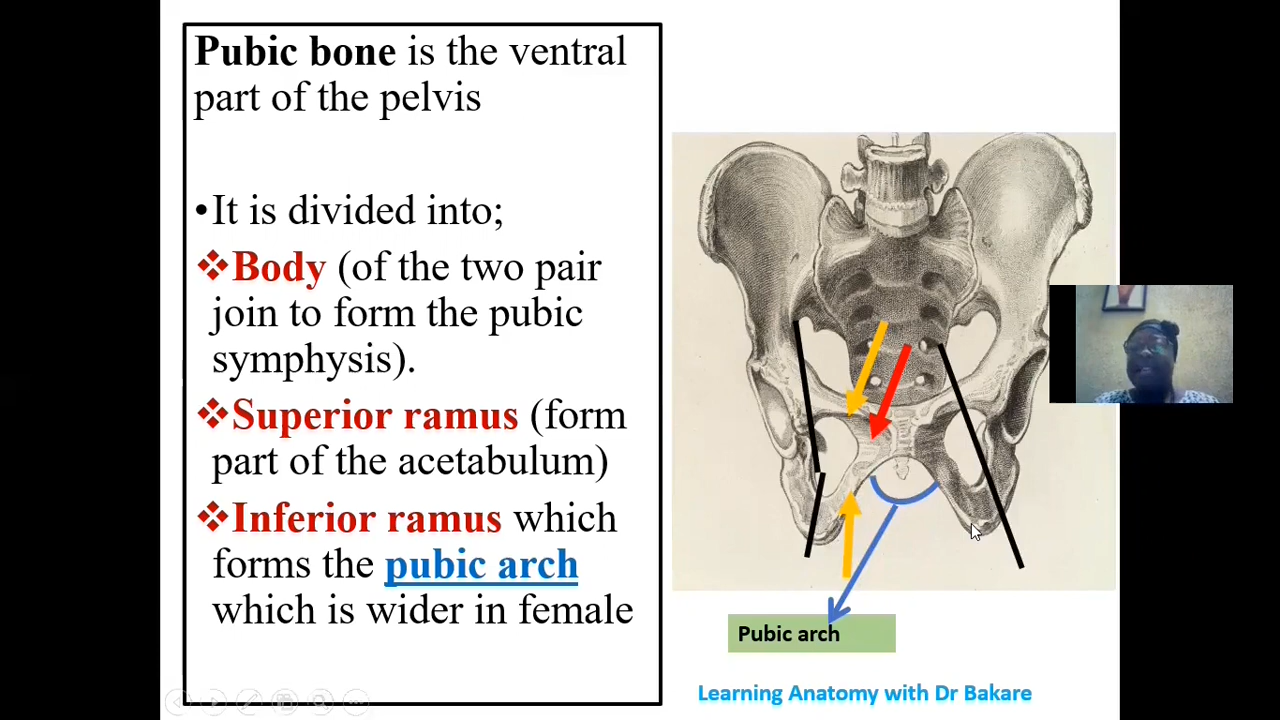 Pubic bone is the ventral
part of the pelvis
•It is divided into;
❖Body (of the two pair
join to form the pubic
symphysis).
❖Superior ramus (form
part of the acetabulum)
❖Inferior ramus which
forms the pubic arch
which is wider in female
Pubic arch
Learning Anatomy with Dr Bakare